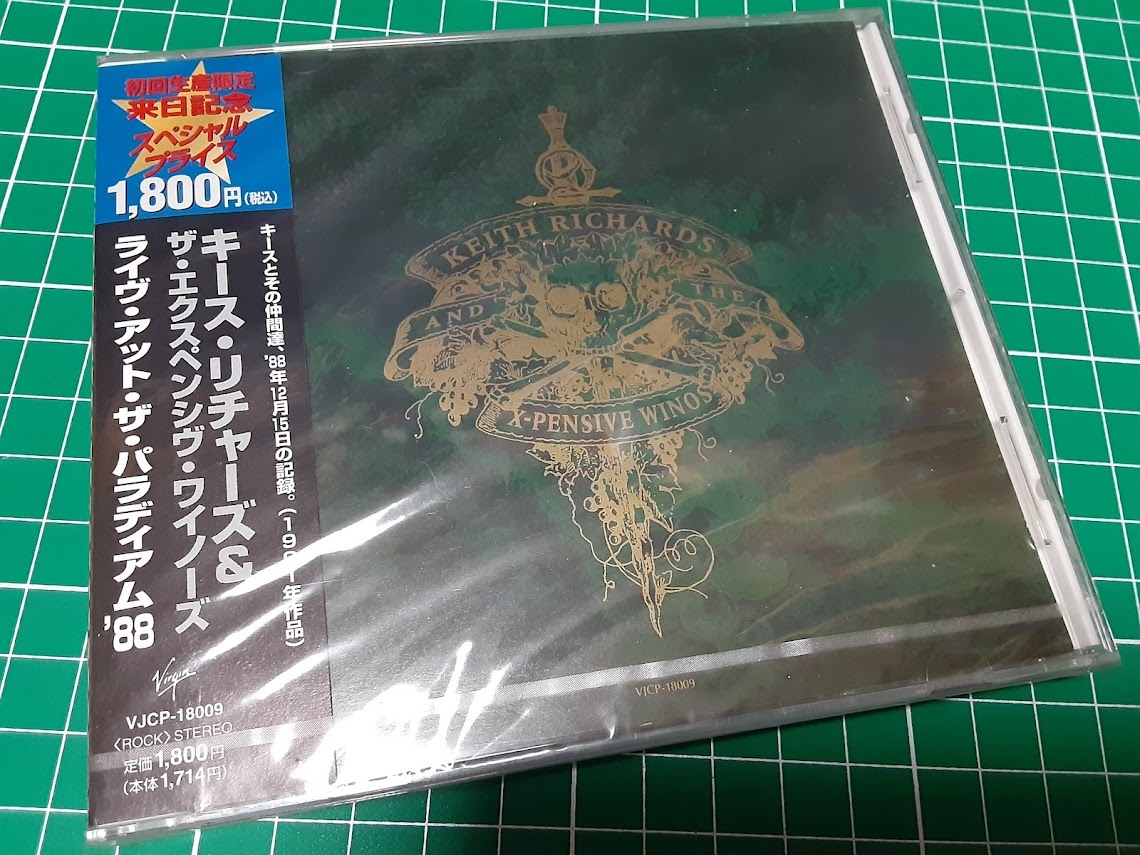 初回生産限定
来日記念
スペシャル
プライス
1,800円(税込)
キースとその仲間達、'88年12月15日の記録。(19 1年作品)
キース・リチャーズ&
ザ・エクスペンシヴ・ワイノーズ
ライヴ・アット・ザ・パラディアム'88
Virgin
VJCP-18009
〈ROCK〉STEREO
定価1,800円
(本体1,714円)
KEITH RICHARDS
AND THE
X-PENSIVE WINOS
VJCP-18009